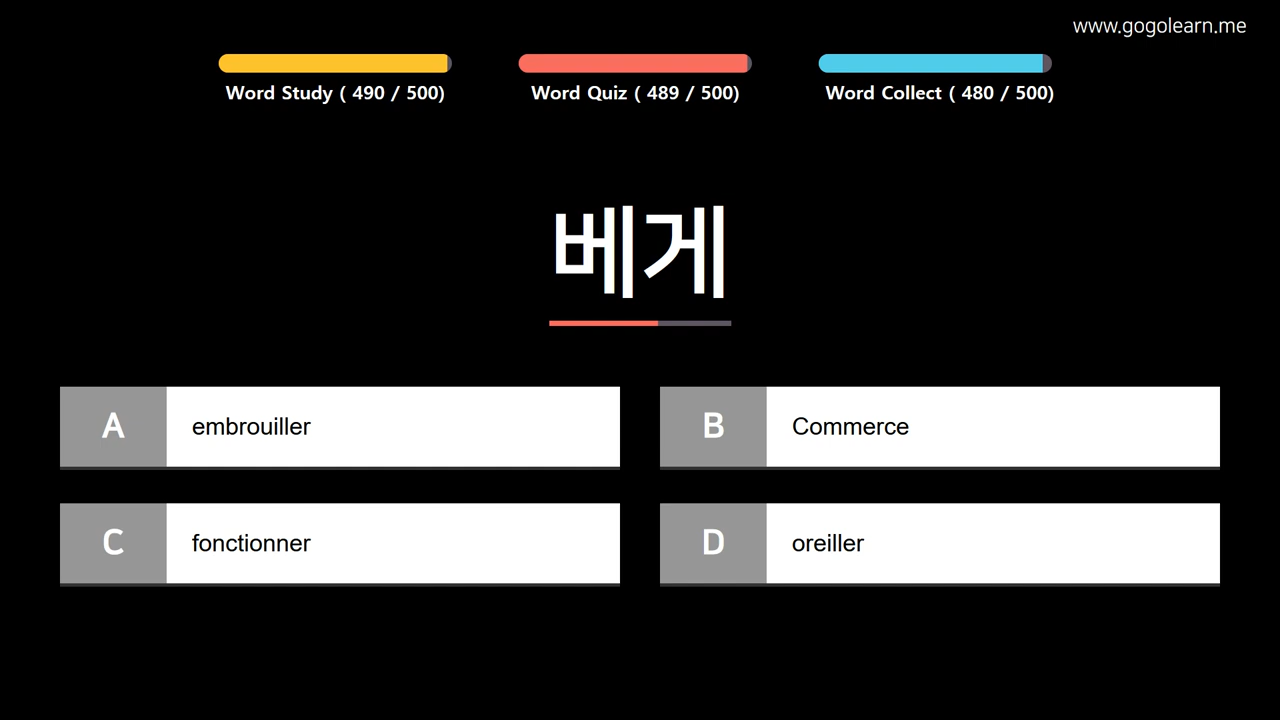 www.gogolearn.me
Word Study ( 490 / 500)
Word Quiz ( 489 / 500)
Word Collect ( 480 / 500)
베게
A embrouiller
B Commerce
C fonctionner
D oreiller